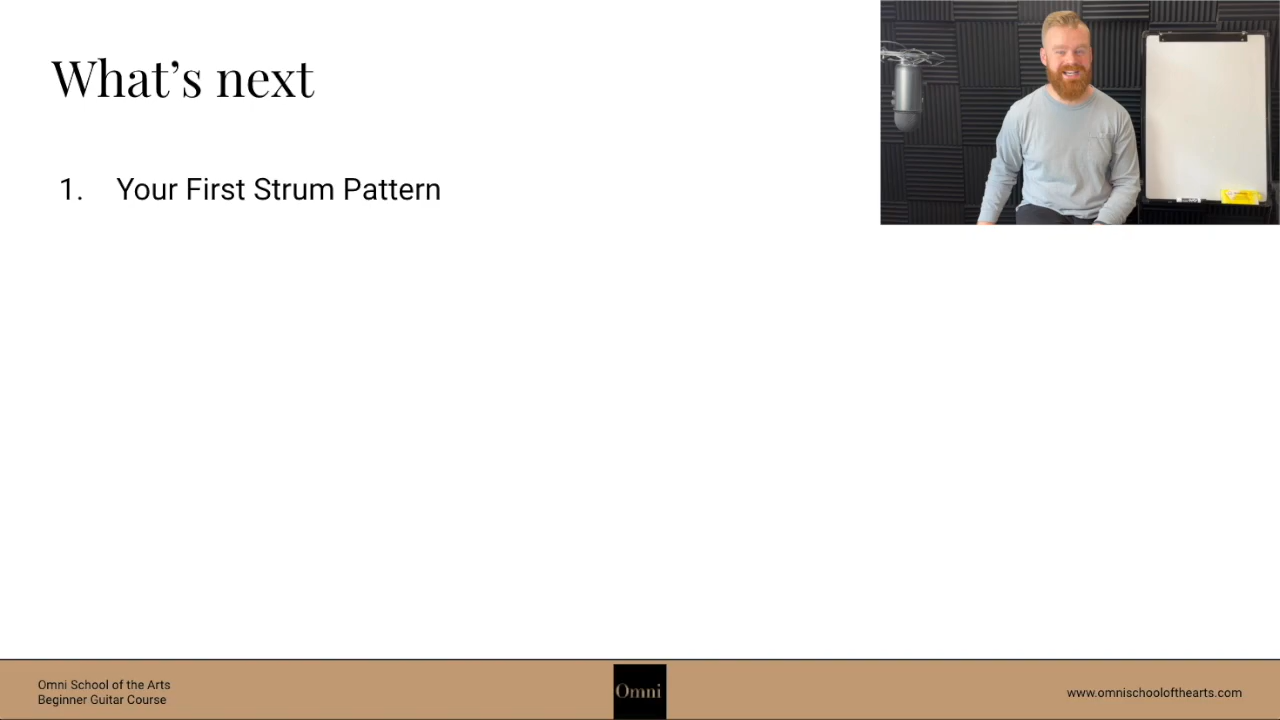 What’s next
1. Your First Strum Pattern
Omni School of the Arts
Beginner Guitar Course
Omni
www.omnischoolofthearts.com